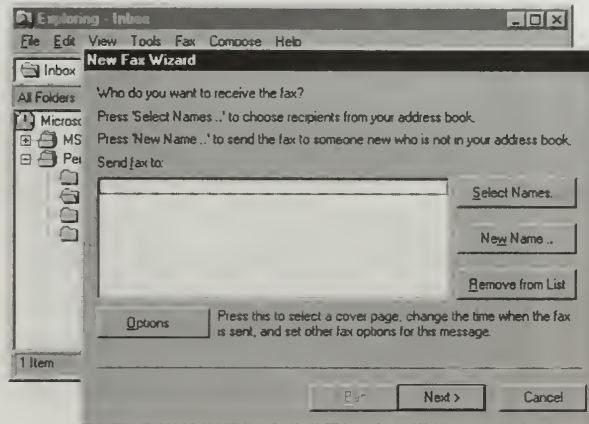 Exploring - Inbox
File Edit View Tools Fax Compose Help
Inbox
New Fax Wizard
All Folders
Microsc
MS
Per
Who do you want to receive the fax?
Press 'Select Names...' to choose recipients from your address book.
Press 'New Name...' to send the fax to someone new who is not in your address book.
Send fax to:
Select Names...
New Name...
Remove from List
Options
Press this to select a cover page, change the time when the fax
is sent, and set other fax options for this message.
1 Item
Next >
Cancel